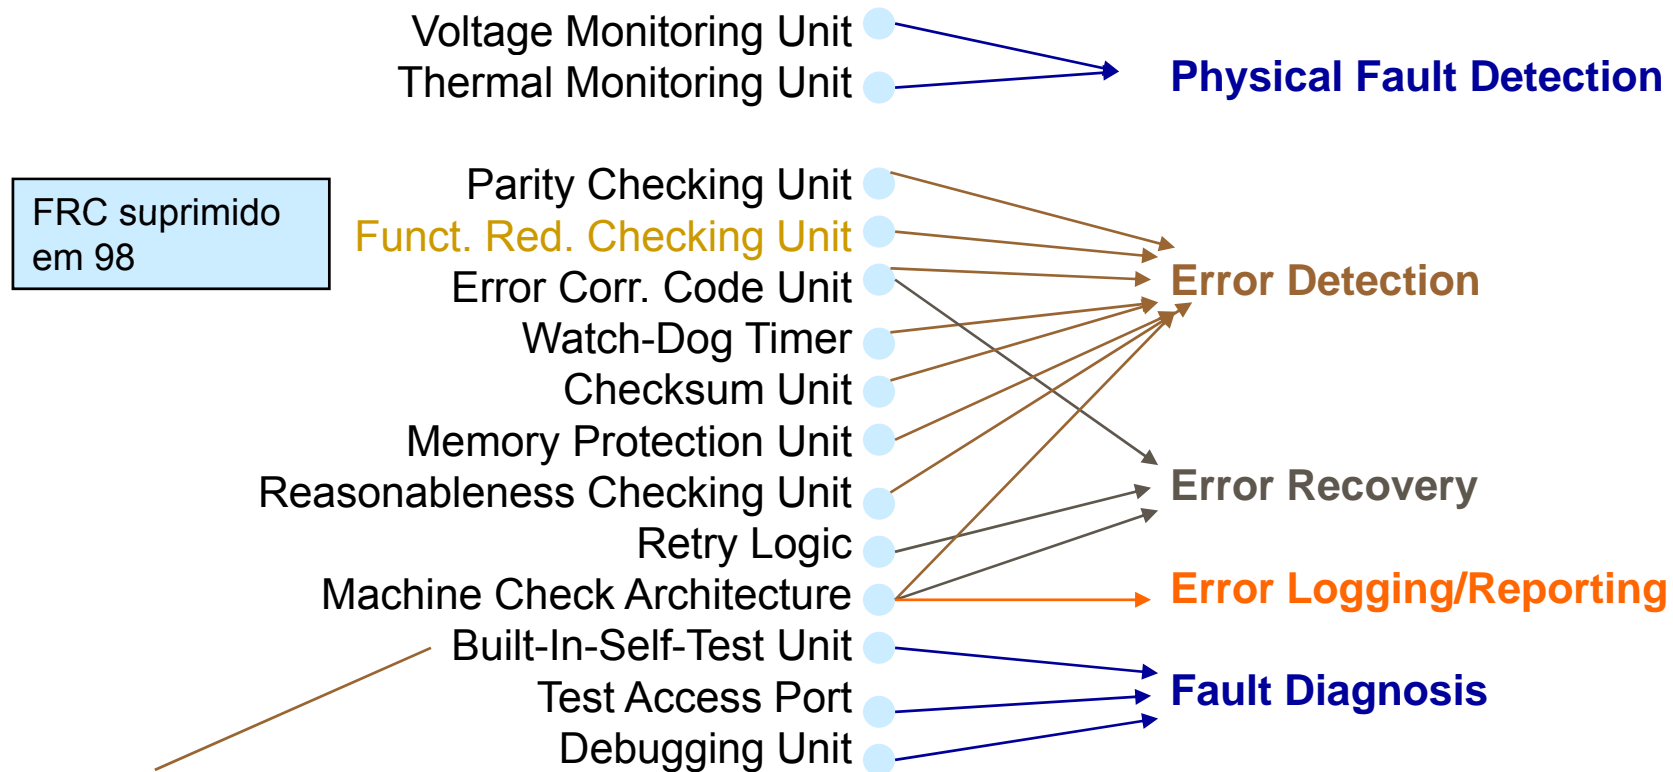 Voltage Monitoring Unit
Thermal Monitoring Unit
Physical Fault Detection
FRC suprimido
em 98
Parity Checking Unit
Funct. Red. Checking Unit
Error Corr. Code Unit
Watch-Dog Timer
Checksum Unit
Memory Protection Unit
Reasonableness Checking Unit
Retry Logic
Machine Check Architecture
Built-In-Self-Test Unit
Test Access Port
Debugging Unit
Error Detection
Error Recovery
Error Logging/Reporting
Fault Diagnosis